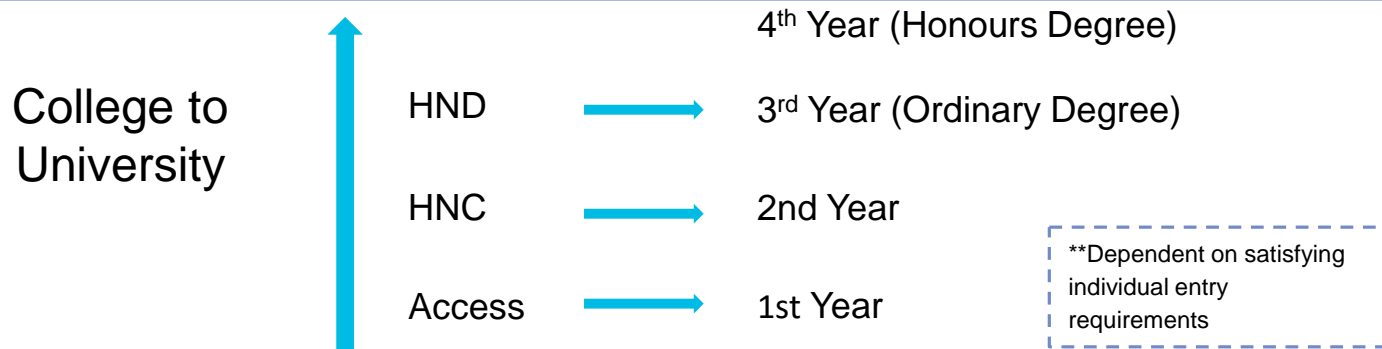 4th Year (Honours Degree)
College to
University
HND
3rd Year (Ordinary Degree)
HNC
2nd Year
Access
1st Year
**Dependent on satisfying
individual entry
requirements